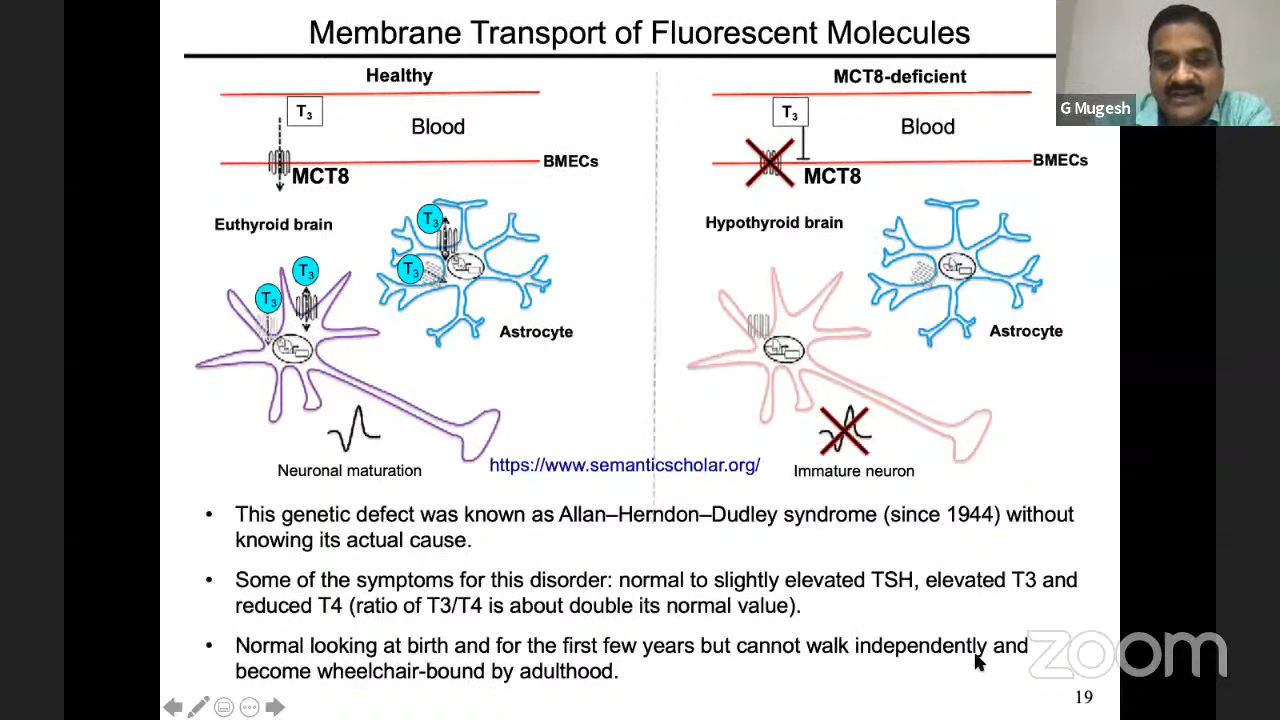 Membrane Transport of Fluorescent Molecules
Healthy
MCT8-deficient
G Mugesh
T3
Blood
T3
Blood
BMECs
BMECs
MCT8
MCT8
Euthyroid brain
Hypothyroid brain
T3
T3
T3
T3
Astrocyte
Astrocyte
Neuronal maturation
https://www.semanticscholar.org/
Immature neuron
• This genetic defect was known as Allan–Herndon–Dudley syndrome (since 1944) without
knowing its actual cause.
• Some of the symptoms for this disorder: normal to slightly elevated TSH, elevated T3 and
reduced T4 (ratio of T3/T4 is about double its normal value).
• Normal looking at birth and for the first few years but cannot walk independently and
become wheelchair-bound by adulthood.
zoom
19